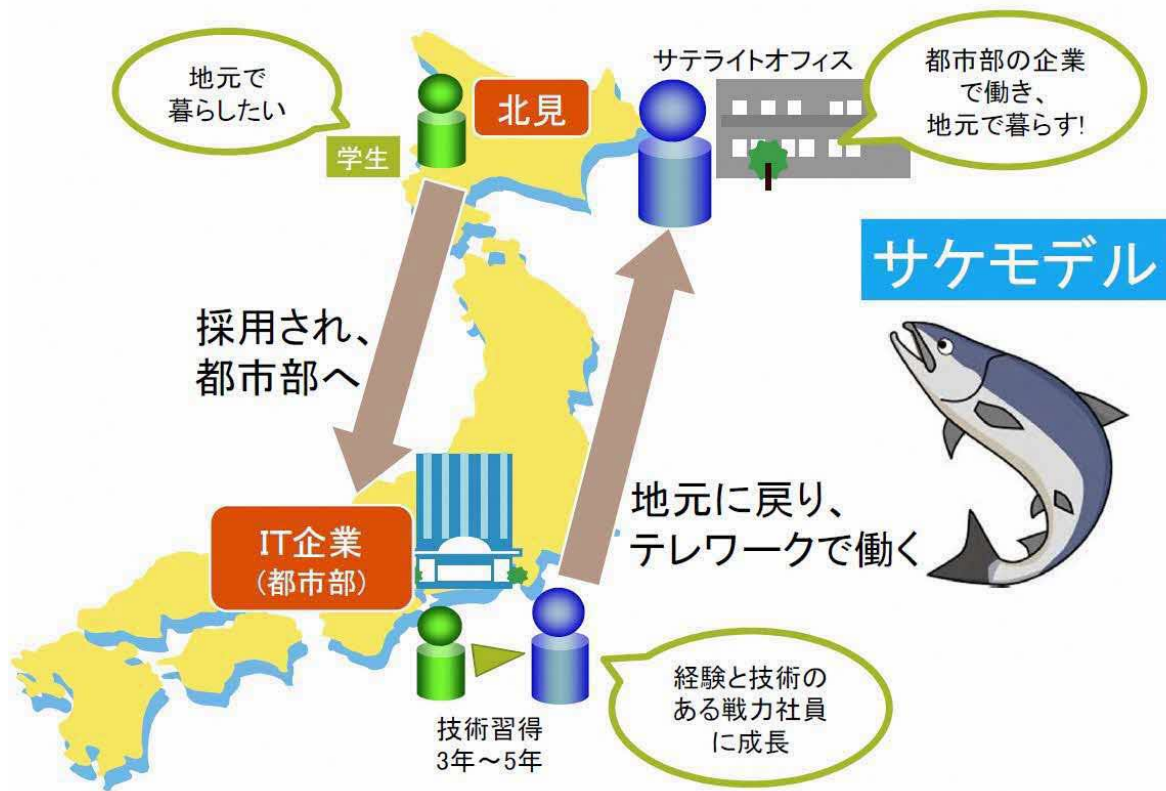 地元で
暮らしたい
学生
北見
サテライトオフィス
都市部の企業
で働き、
地元で暮らす!
サケモデル
採用され、
都市部へ
地元に戻り、
テレワークで働く
IT企業
(都市部)
技術習得
3年～5年
経験と技術の
ある戦力社員
に成長